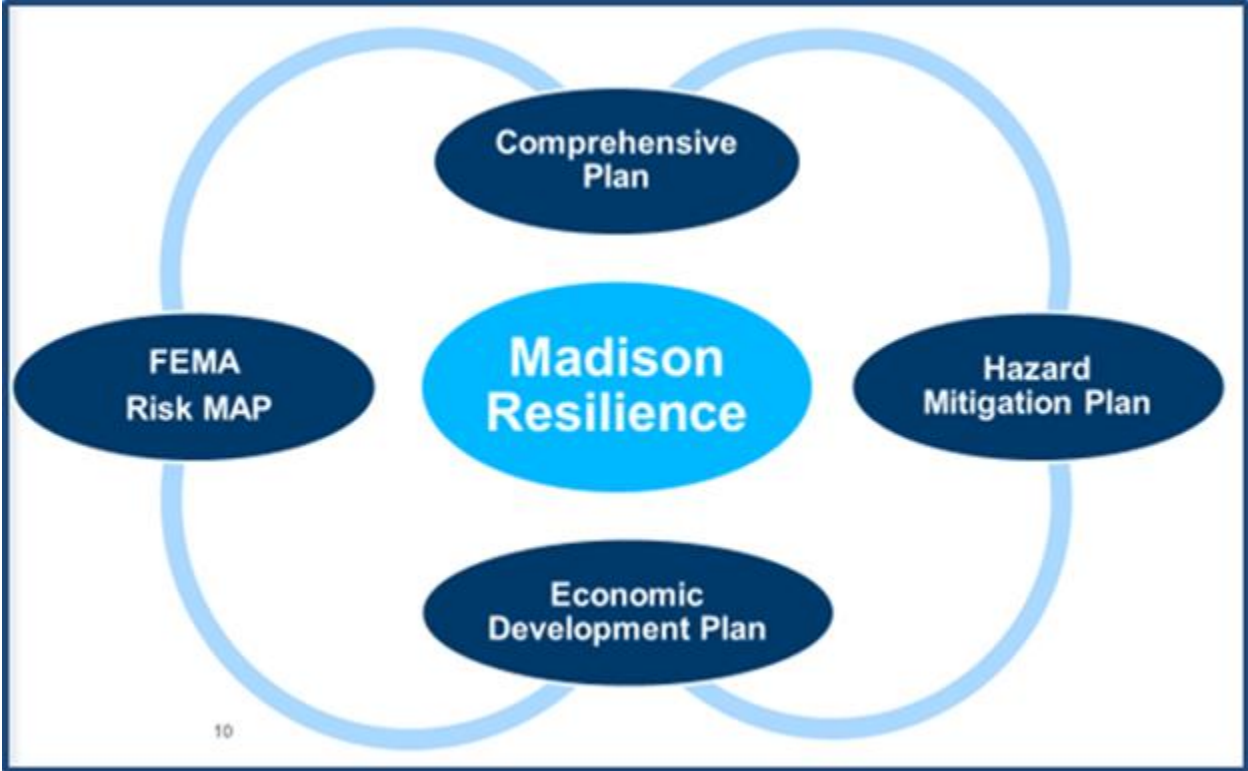 Comprehensive
Plan
FEMA
Risk MAP
Madison
Resilience
Hazard
Mitigation Plan
Economic
Development Plan
10